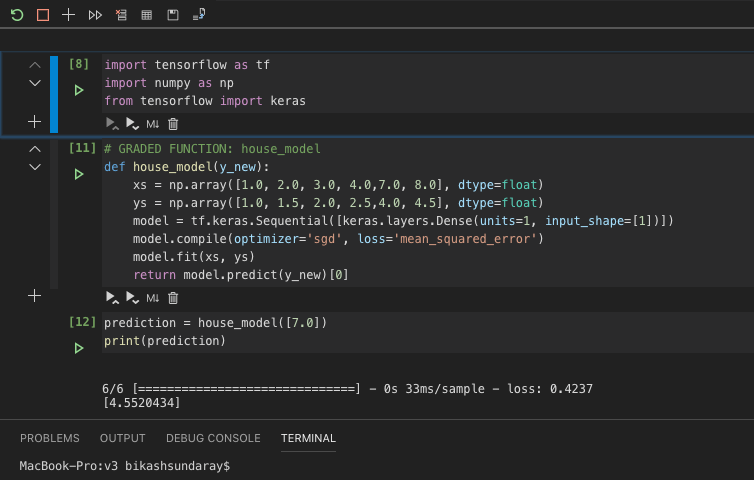 [8]
import tensorflow as tf
import numpy as np
from tensorflow import keras
M↓
[11]
# GRADED FUNCTION: house_model
def house_model(y_new):
    xs = np.array([1.0, 2.0, 3.0, 4.0,7.0, 8.0], dtype=float)
    ys = np.array([1.0, 1.5, 2.0, 2.5,4.0, 4.5], dtype=float)
    model = tf.keras.Sequential([keras.layers.Dense(units=1, input_shape=[1])])
    model.compile(optimizer='sgd', loss='mean_squared_error')
    model.fit(xs, ys)
    return model.predict(y_new)[0]
M↓
[12]
prediction = house_model([7.0])
print(prediction)
6/6 [==============================] - 0s 33ms/sample - loss: 0.4237
[4.5520434]
PROBLEMS OUTPUT DEBUG CONSOLE TERMINAL
MacBook-Pro:v3 bikashsundaray$